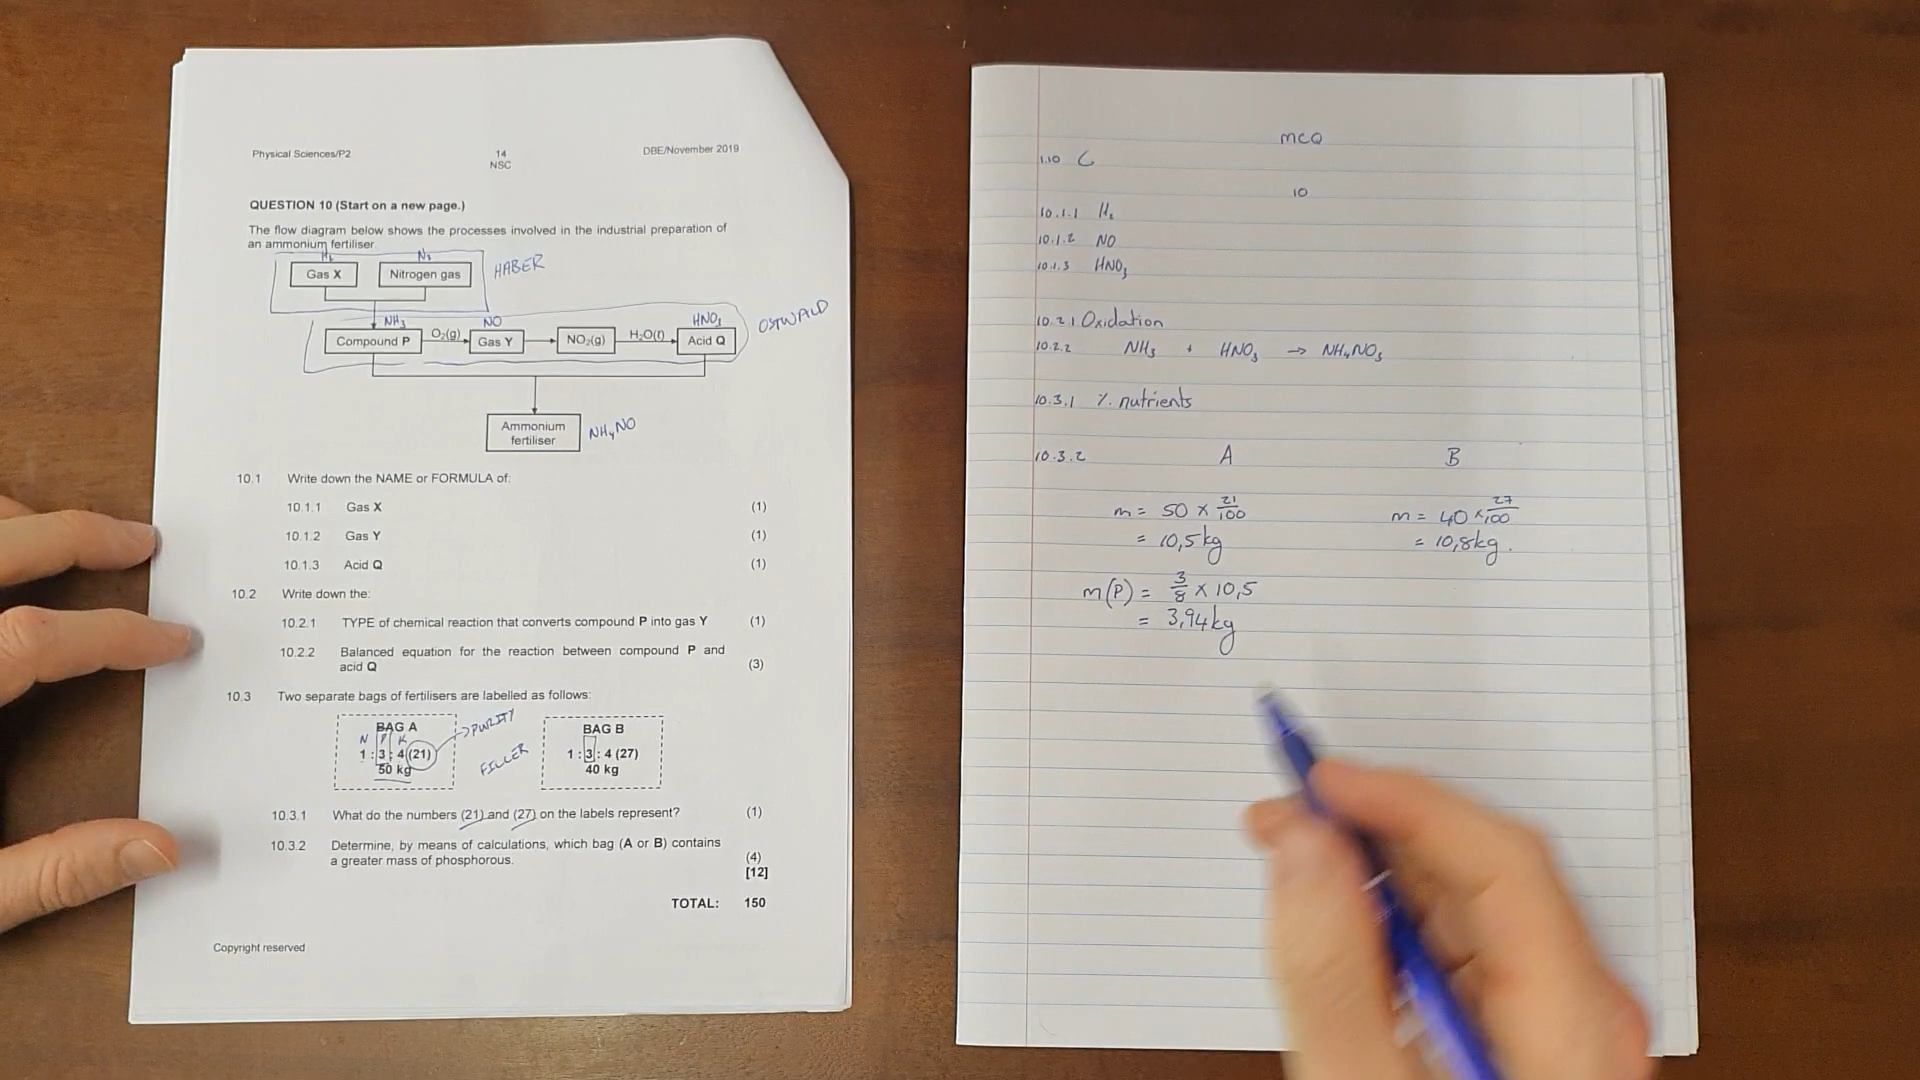 Physical Sciences/P2
14
NSC
DBE/November 2019
QUESTION 10 (Start on a new page.)
The flow diagram below shows the processes involved in the industrial preparation of
an ammonium fertiliser
H₂
N₂
HABER
Gas X
Nitrogen gas
NH₃
NO
HNO₃
OSTWALD
Compound P
O₂(g)
Gas Y
NO₂(g)
H₂O(ℓ)
Acid Q
Ammonium
fertiliser
NH₄NO
10.1 Write down the NAME or FORMULA of:
10.1.1 Gas X (1)
10.1.2 Gas Y (1)
10.1.3 Acid Q (1)
10.2 Write down the:
10.2.1 TYPE of chemical reaction that converts compound P into gas Y (1)
10.2.2 Balanced equation for the reaction between compound P and
acid Q (3)
10.3 Two separate bags of fertilisers are labelled as follows:
BAG A
N P K
1 : 3 : 4 (21)
50 kg
PURITY
FILLER
BAG B
1 : 3 : 4 (27)
40 kg
10.3.1 What do the numbers (21) and (27) on the labels represent? (1)
10.3.2 Determine, by means of calculations, which bag (A or B) contains
a greater mass of phosphorous. (4)
[12]
TOTAL: 150
Copyright reserved
MCQ
1.10 C
10
10.1.1 H₂
10.1.2 NO
10.1.3 HNO₃
10.2.1 Oxidation
10.2.2 NH₃ + HNO₃ → NH₄NO₃
10.3.1 % nutrients
10.3.2 A B
m = 50 × 21/100
= 10,5 kg
m = 40 × 27/100
= 10,8 kg.
m(P) = 3/8 × 10,5
= 3,94 kg